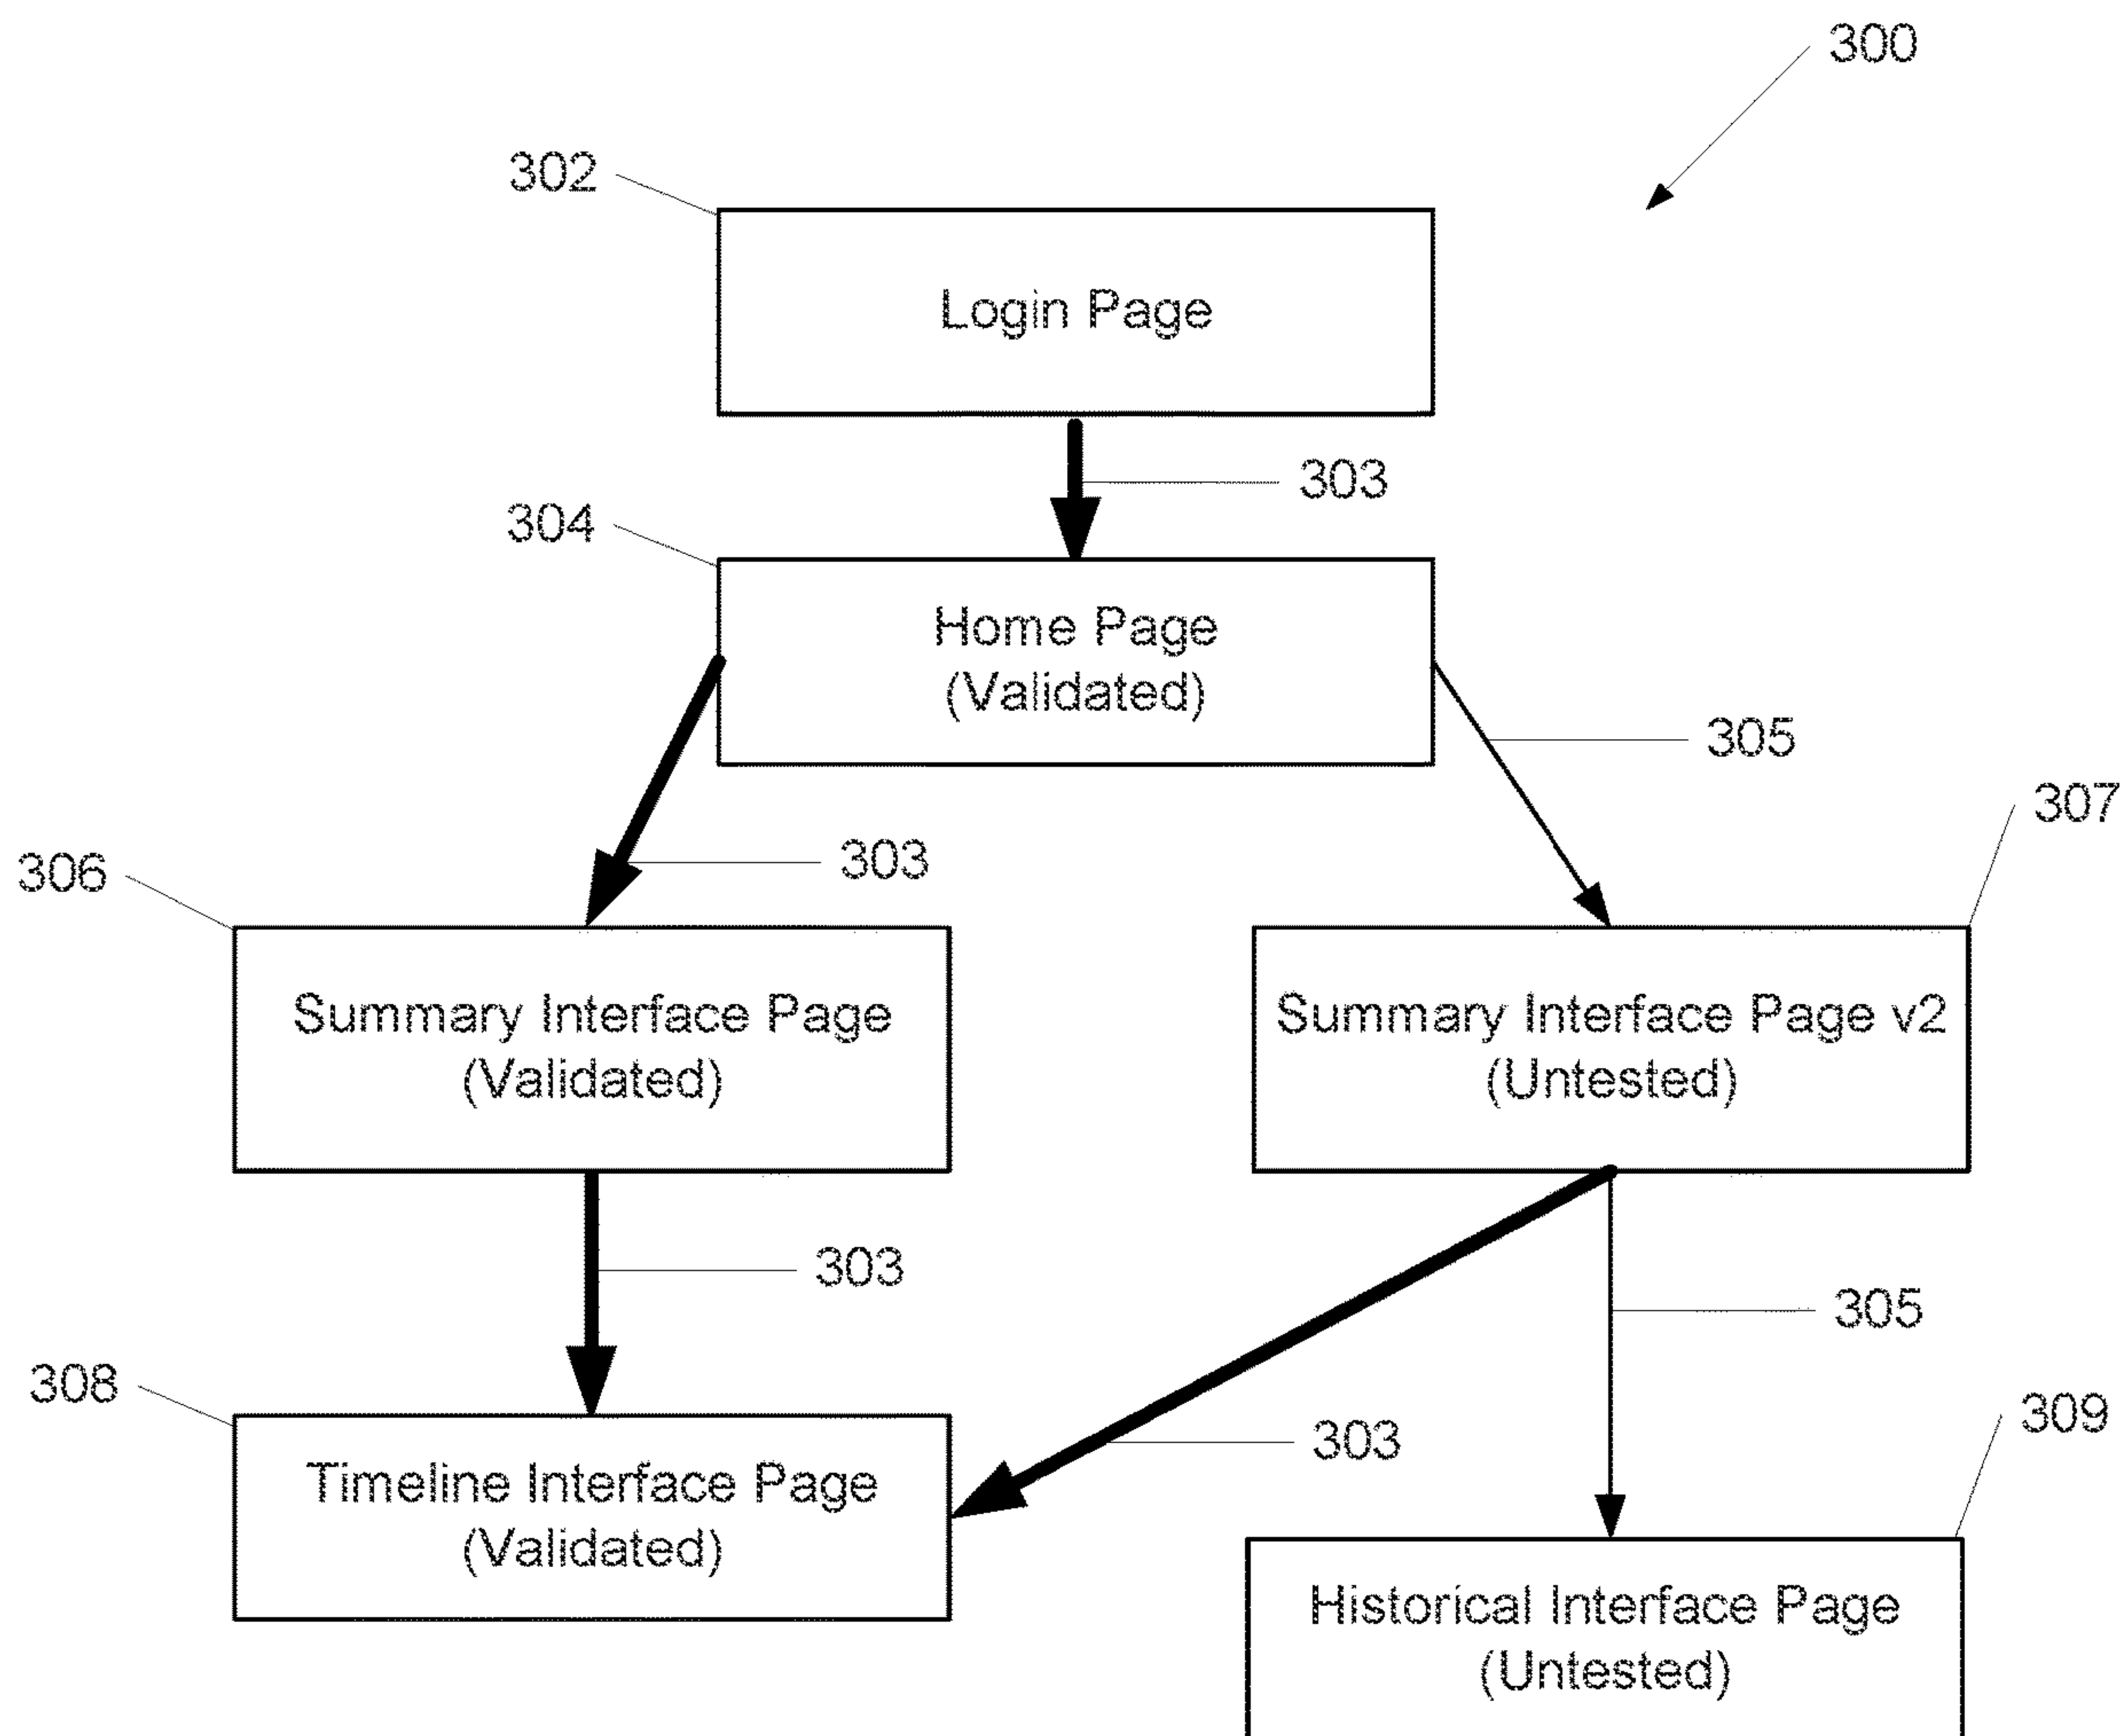 300
302
Login Page
303
304
Home Page
(Validated)
305
307
303
306
Summary Interface Page
(Validated)
Summary Interface Page v2
(Untested)
303
305
308
309
303
Timeline Interface Page
(Validated)
Historical Interface Page
(Untested)